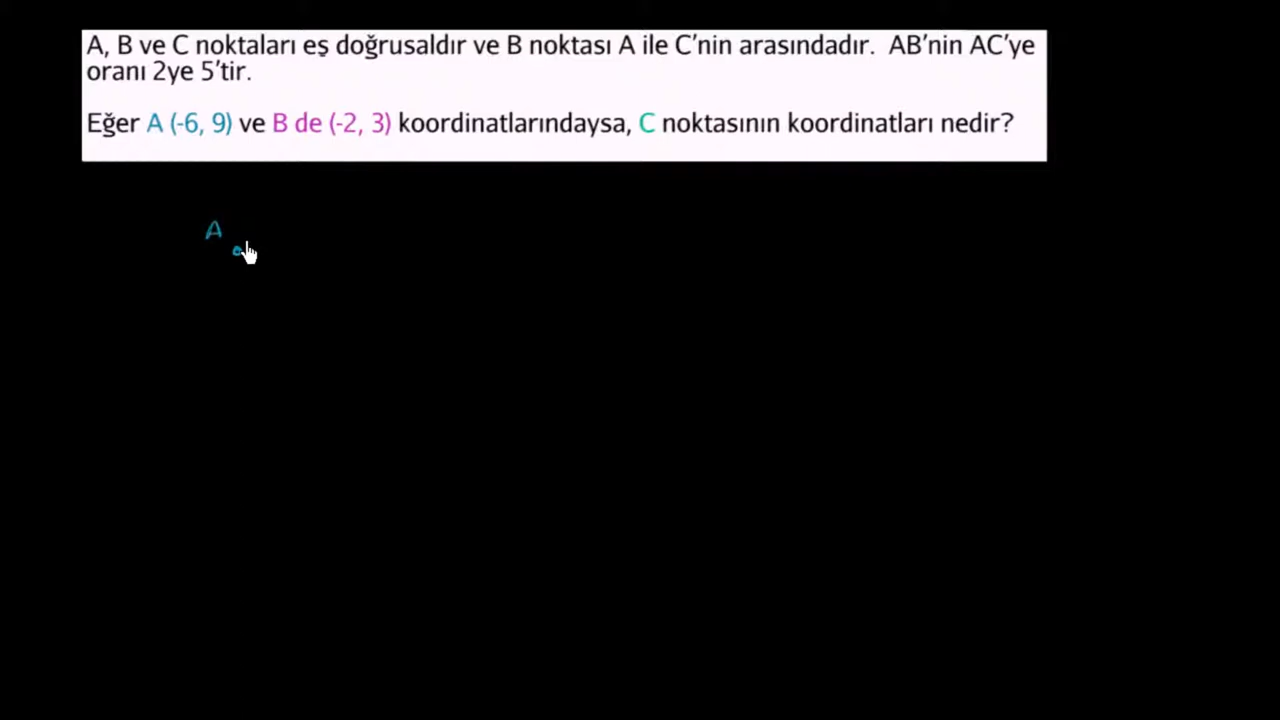 A, B ve C noktaları eş doğrusaldır ve B noktası A ile C’nin arasındadır. AB’nin AC’ye
oranı 2ye 5’tir.
Eğer A (-6, 9) ve B de (-2, 3) koordinatlarındaysa, C noktasının koordinatları nedir?
A